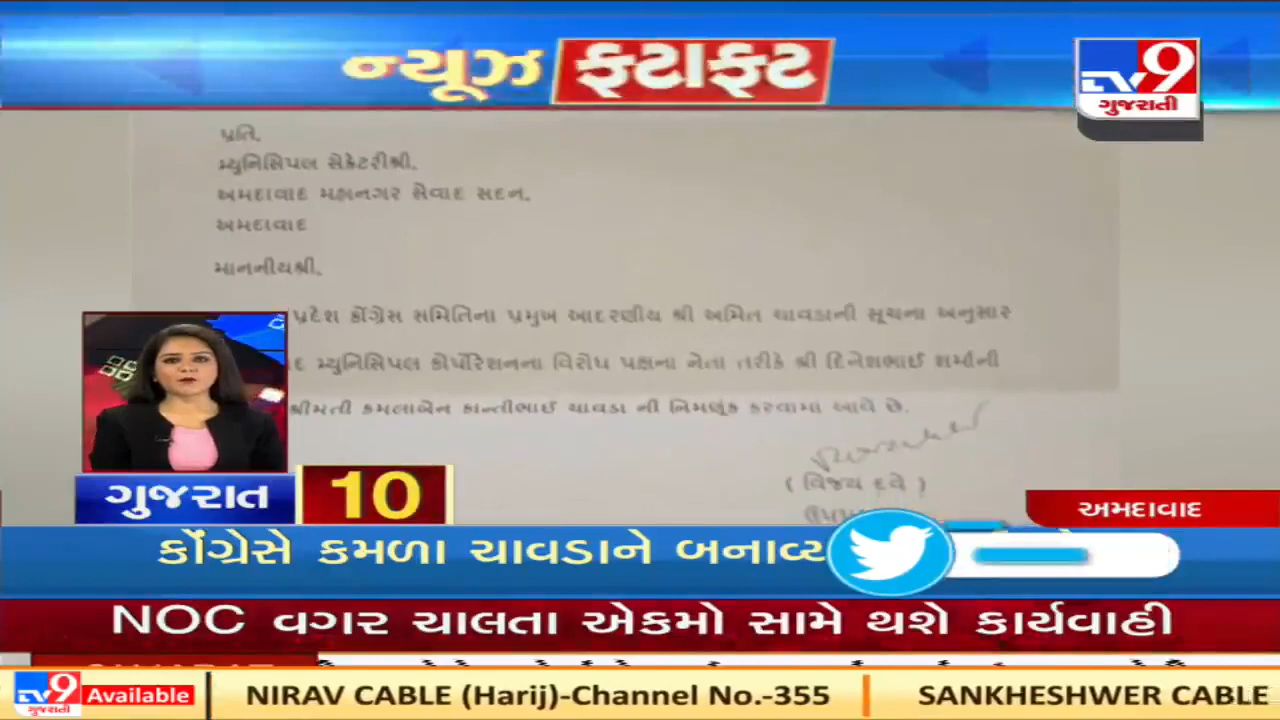 ન્યૂઝ ફટાફટ
TV9
ગુજરાતી
પ્રતિ,
મ્યુનિસિપલ સેક્રેટરીશ્રી,
અમદાવાદ મહાનગર સેવાદ સદન,
અમદાવાદ
માનનીયશ્રી,
પ્રદેશ કોંગ્રેસ સમિતિના પ્રમુખ આદરણીય શ્રી અમિત ચાવડાની સૂચના અનુસાર
મ્યુનિસિપલ કોર્પોરેશનના વિરોધ પક્ષના નેતા તરીકે શ્રી દિનેશભાઈ શર્માની
શ્રીમતી કમલાબેન કાન્તીભાઈ ચાવડા ની નિમણૂંક કરવામાં આવે છે.
( વિજય દવે )
ગુજરાત 10
અમદાવાદ
કોંગ્રેસે કમળા ચાવડાને
NOC વગર ચાલતા એકમો સામે થશે કાર્યવાહી
TV9 ગુજરાતી Available NIRAV CABLE (Harij)-Channel No.-355 SANKHESHWER CABLE